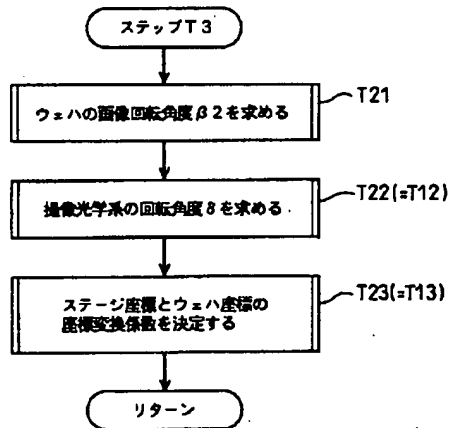 ステップT3
ウェハの画像回転角度β2を求める
T21
撮像光学系の回転角度δを求める
T22(=T12)
ステージ座標とウェハ座標の
座標変換係数を決定する
T23(=T13)
リターン